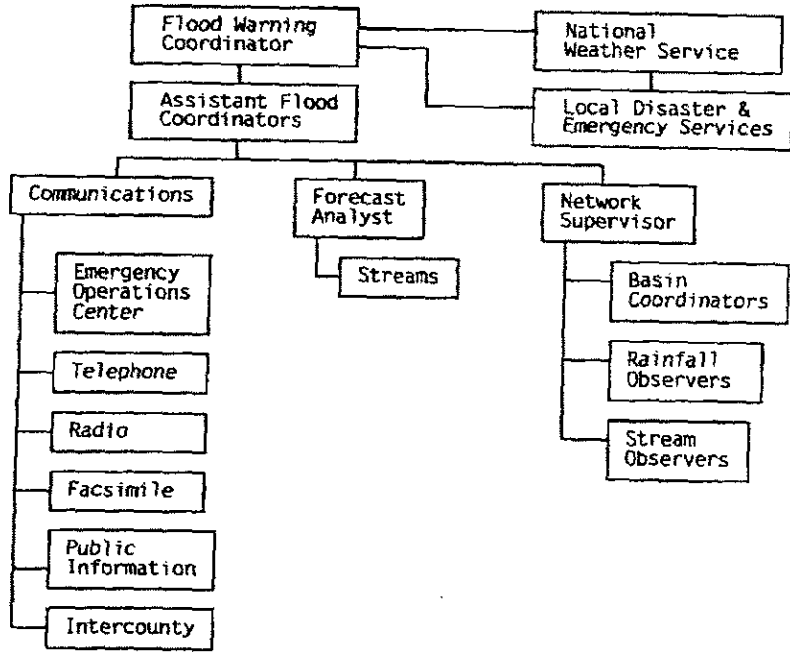 Flood Warning
Coordinator
National
Weather Service
Assistant Flood
Coordinators
Local Disaster &
Emergency Services
Communications
Forecast
Analyst
Network
Supervisor
Emergency
Operations
Center
Streams
Basin
Coordinators
Telephone
Rainfall
Observers
Radio
Stream
Observers
Facsimile
Public
Information
Intercounty